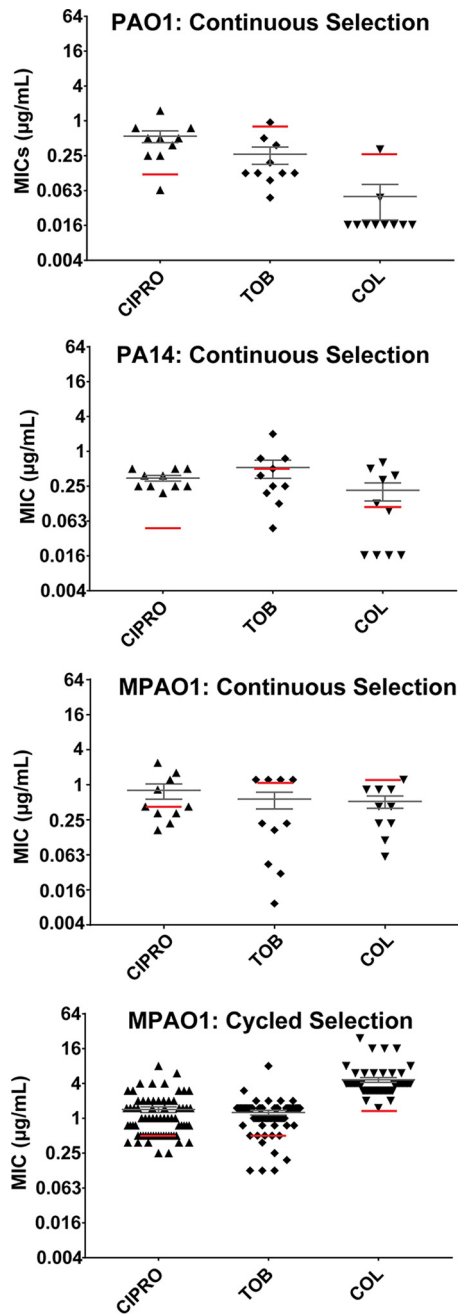 PAO1: Continuous Selection
MICs (µg/mL)
64
16
4
1
0.25
0.063
0.016
0.004
CIPRO
TOB
COL
PA14: Continuous Selection
MIC (µg/mL)
64
16
4
1
0.25
0.063
0.016
0.004
CIPRO
TOB
COL
MPAO1: Continuous Selection
MIC (µg/mL)
64
16
4
1
0.25
0.063
0.016
0.004
CIPRO
TOB
COL
MPAO1: Cycled Selection
MIC (µg/mL)
64
16
4
1
0.25
0.063
0.016
0.004
CIPRO
TOB
COL